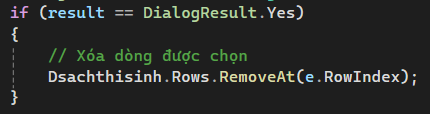 if (result == DialogResult.Yes)
{
// Xóa dòng được chọn
Dsachthisinh.Rows.RemoveAt(e.RowIndex);
}